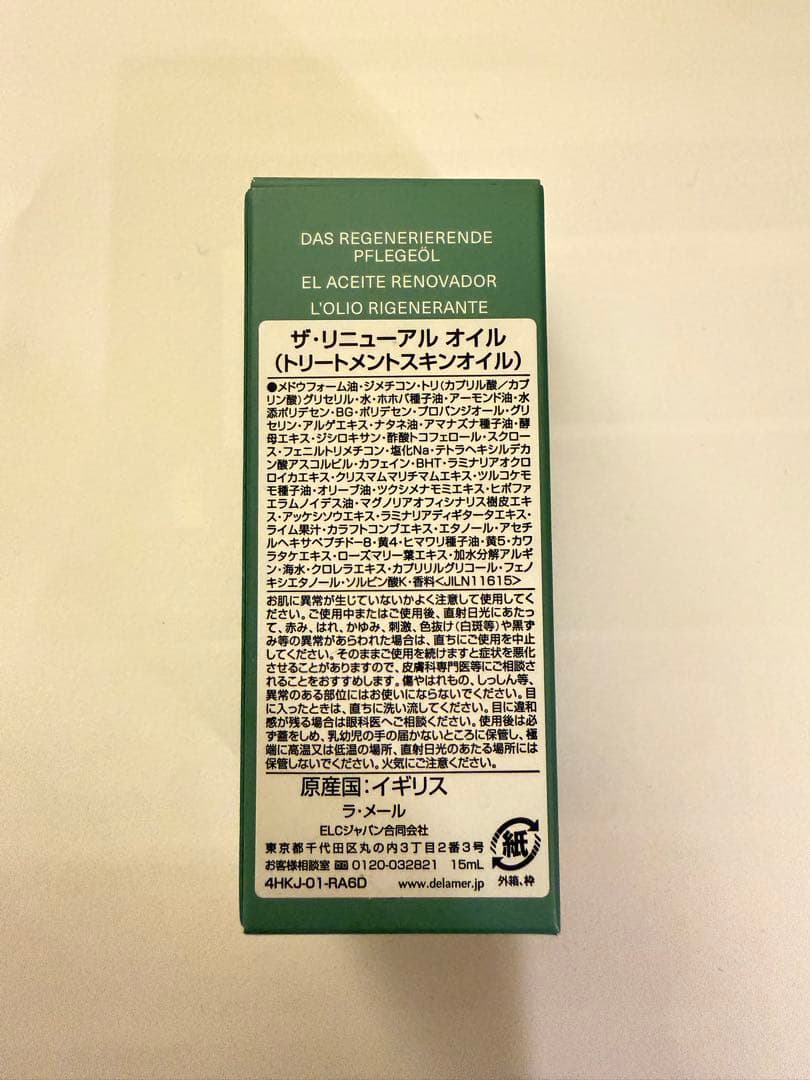 DAS REGENERIERENDE
PFLEGEÖL
EL ACEITE RENOVADOR
L'OLIO RIGENERANTE
ザ・リニューアル オイル
(トリートメントスキンオイル)
●メドウフォーム油・ジメチコン・トリ(カプリル酸／カプ
リン酸)グリセリル・水・ホホバ種子油・アーモンド油・水
添ポリデセン・BG・ポリデセン・プロパンジオール・グリ
セリン・アルゲエキス・ナタネ油・アマナズナ種子油・酵
母エキス・ジシロキサン・酢酸トコフェロール・スクロー
ス・フェニルトリメチコン・塩化Na・テトラヘキシルデカ
ン酸アスコルビル・カフェイン・BHT・ラミナリアオクロ
ロイカエキス・クリスマムマリチマムエキス・ツルコケモ
モ種子油・オリーブ油・ツクシメナモミエキス・ヒポファ
エラムノイデス油・マグノリアオフィシナリス樹皮エキ
ス・アッケシソウエキス・ラミナリアディギタータエキス・
ライム果汁・カラフトコンブエキス・エタノール・アセチ
ルヘキサペプチド-8・黄4・ヒマワリ種子油・黄5・カワ
ラタケエキス・ローズマリー葉エキス・加水分解アルギ
ン・海水・クロレラエキス・カプリリルグリコール・フェノ
キシエタノール・ソルビン酸K・香料<JILN11615>
お肌に異常が生じていないかよく注意して使用してく
ださい。ご使用中またはご使用後、直射日光にあたっ
て、赤み、はれ、かゆみ、刺激、色抜け(白斑等)や黒ず
み等の異常があらわれた場合は、直ちにご使用を中止
してください。そのままご使用を続けますと症状を悪化
させることがありますので、皮膚科専門医等にご相談さ
れることをおすすめします。傷やはれもの、しっしん等、
異常のある部位にはお使いにならないでください。目
に入ったときは、直ちに洗い流してください。目に違和
感が残る場合は眼科医へご相談ください。使用後は必
ず蓋をしめ、乳幼児の手の届かないところに保管し、極
端に高温又は低温の場所、直射日光のあたる場所には
保管しないでください。火気にご注意ください。
原産国：イギリス
ラ・メール
ELCジャパン合同会社
東京都千代田区丸の内3丁目2番3号
お客様相談室 0120-032821 15mL
4HKJ-01-RA6D www.delamer.jp
紙
外箱、枠